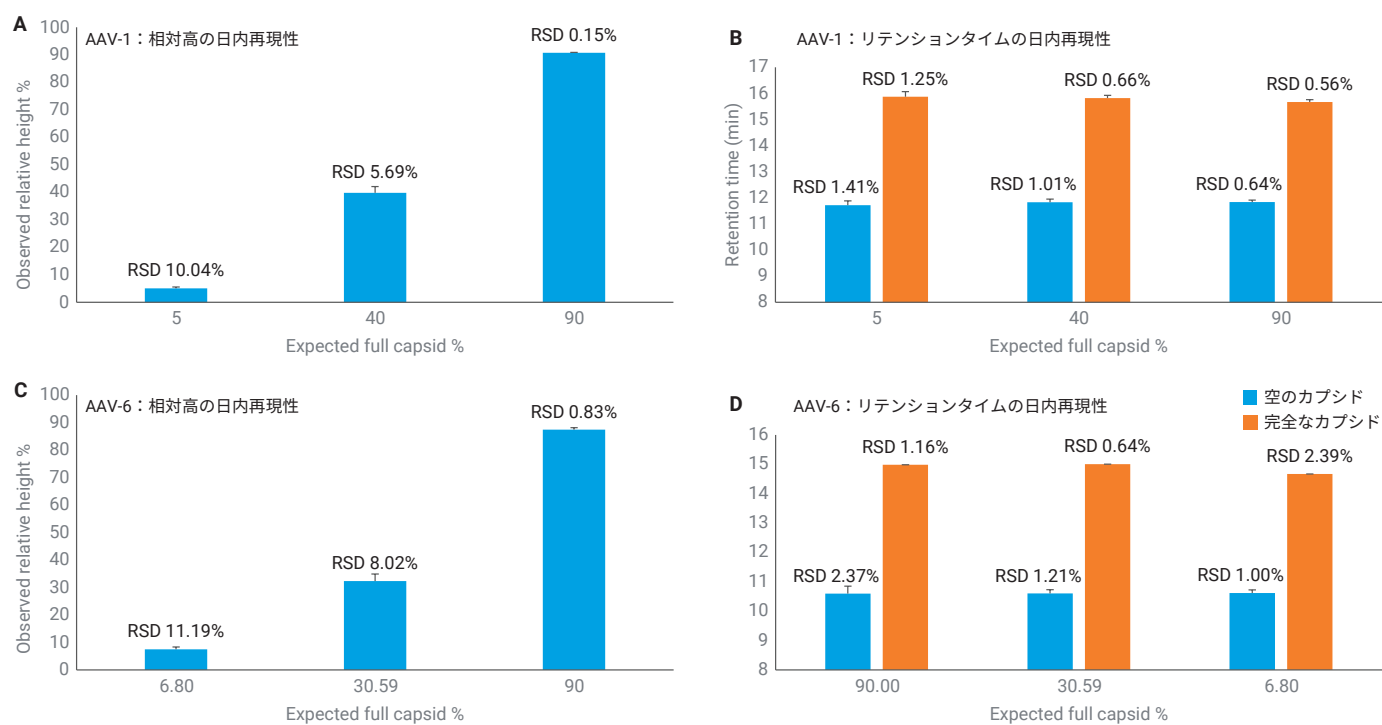 A
AAV-1：相対高の日内再現性
Observed relative height %
100
90
80
70
60
50
40
30
20
10
0
RSD 10.04%
RSD 5.69%
RSD 0.15%
5
40
90
Expected full capsid %
B
AAV-1：リテンションタイムの日内再現性
Retention time (min)
17
16
15
14
13
12
11
10
9
8
RSD 1.41%
RSD 1.25%
RSD 1.01%
RSD 0.66%
RSD 0.64%
RSD 0.56%
5
40
90
Expected full capsid %
C
AAV-6：相対高の日内再現性
Observed relative height %
100
90
80
70
60
50
40
30
20
10
0
RSD 11.19%
RSD 8.02%
RSD 0.83%
6.80
30.59
90
Expected full capsid %
D
AAV-6：リテンションタイムの日内再現性
空のカプシド
完全なカプシド
16
15
14
13
12
11
10
9
8
RSD 2.37%
RSD 1.16%
RSD 1.21%
RSD 0.64%
RSD 1.00%
RSD 2.39%
90.00
30.59
6.80
Expected full capsid %